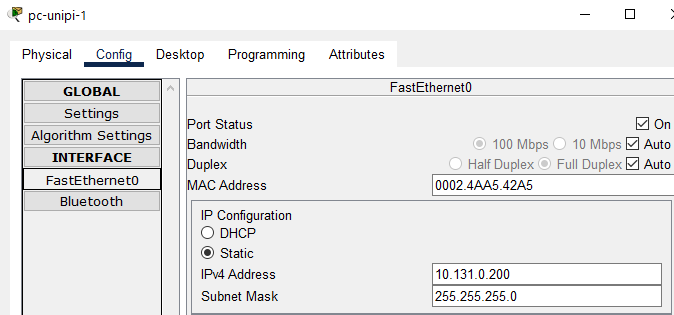 pc-unipi-1
Physical Config Desktop Programming Attributes
GLOBAL
Settings
Algorithm Settings
INTERFACE
FastEthernet0
Bluetooth
FastEthernet0
Port Status On
Bandwidth 100 Mbps 10 Mbps Auto
Duplex Half Duplex Full Duplex Auto
MAC Address 0002.4AA5.42A5
IP Configuration
DHCP
Static
IPv4 Address 10.131.0.200
Subnet Mask 255.255.255.0